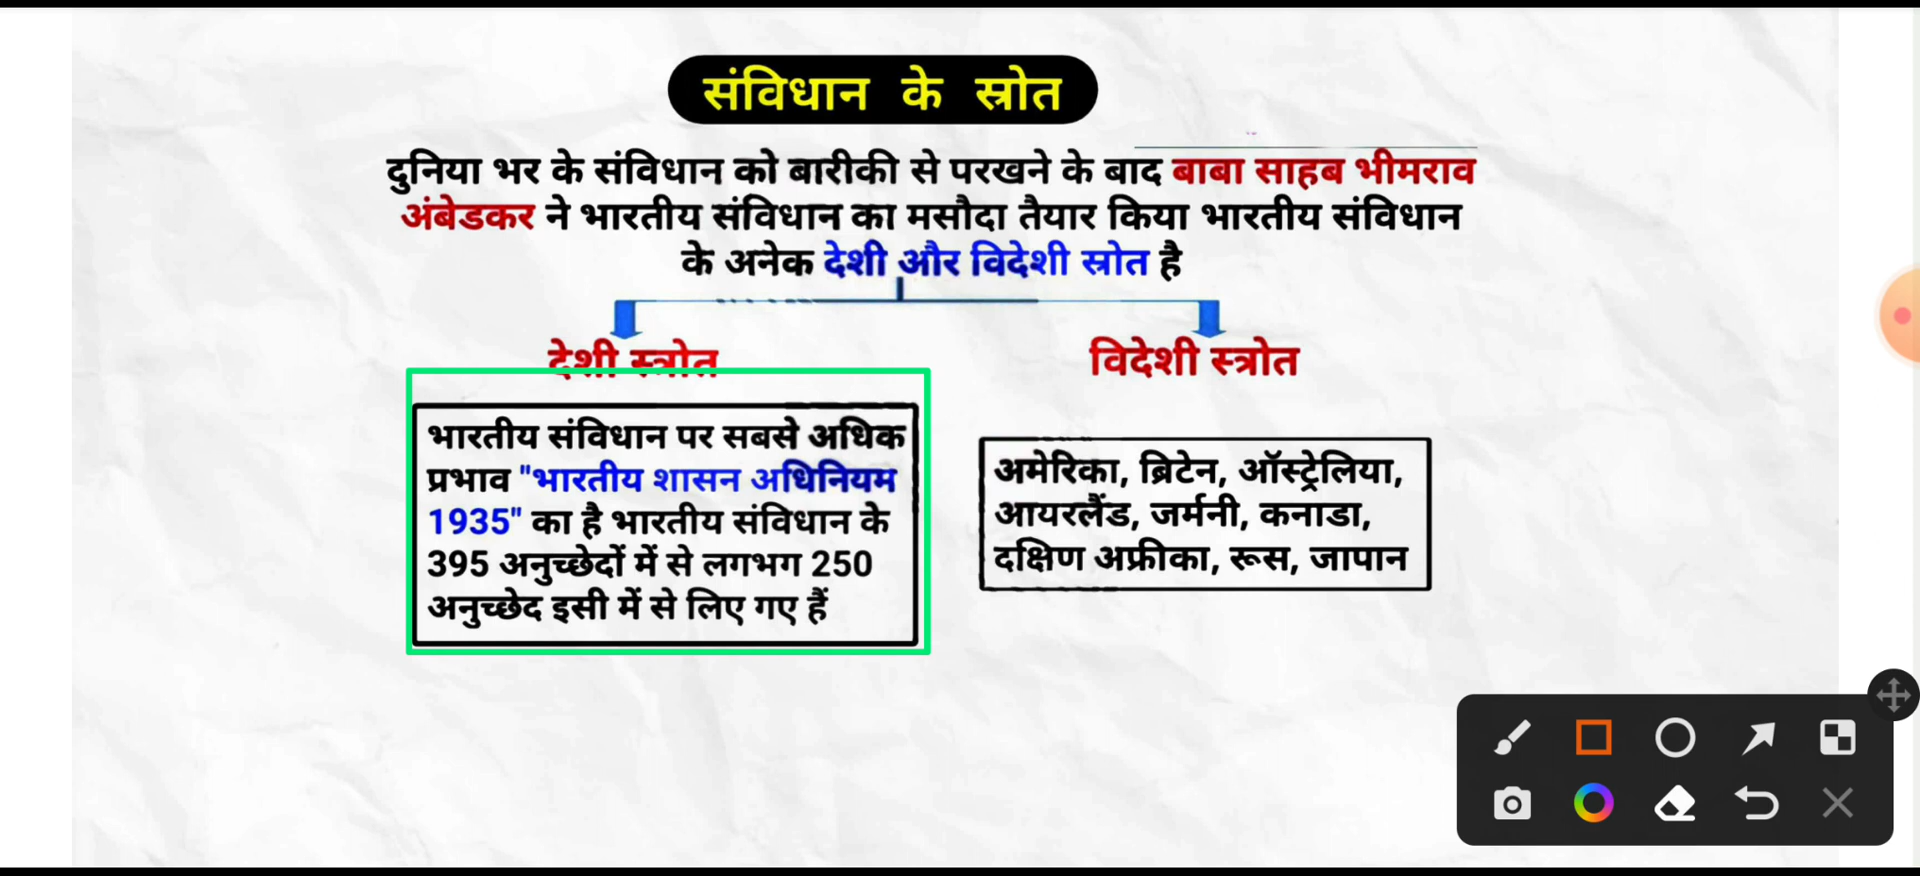 संविधान के स्रोत
दुनिया भर के संविधान को बारीकी से परखने के बाद बाबा साहब भीमराव
अंबेडकर ने भारतीय संविधान का मसौदा तैयार किया भारतीय संविधान
के अनेक देशी और विदेशी स्रोत है
देशी स्त्रोत
भारतीय संविधान पर सबसे अधिक
प्रभाव "भारतीय शासन अधिनियम
1935" का है भारतीय संविधान के
395 अनुच्छेदों में से लगभग 250
अनुच्छेद इसी में से लिए गए हैं
विदेशी स्त्रोत
अमेरिका, ब्रिटेन, ऑस्ट्रेलिया,
आयरलैंड, जर्मनी, कनाडा,
दक्षिण अफ्रीका, रूस, जापान